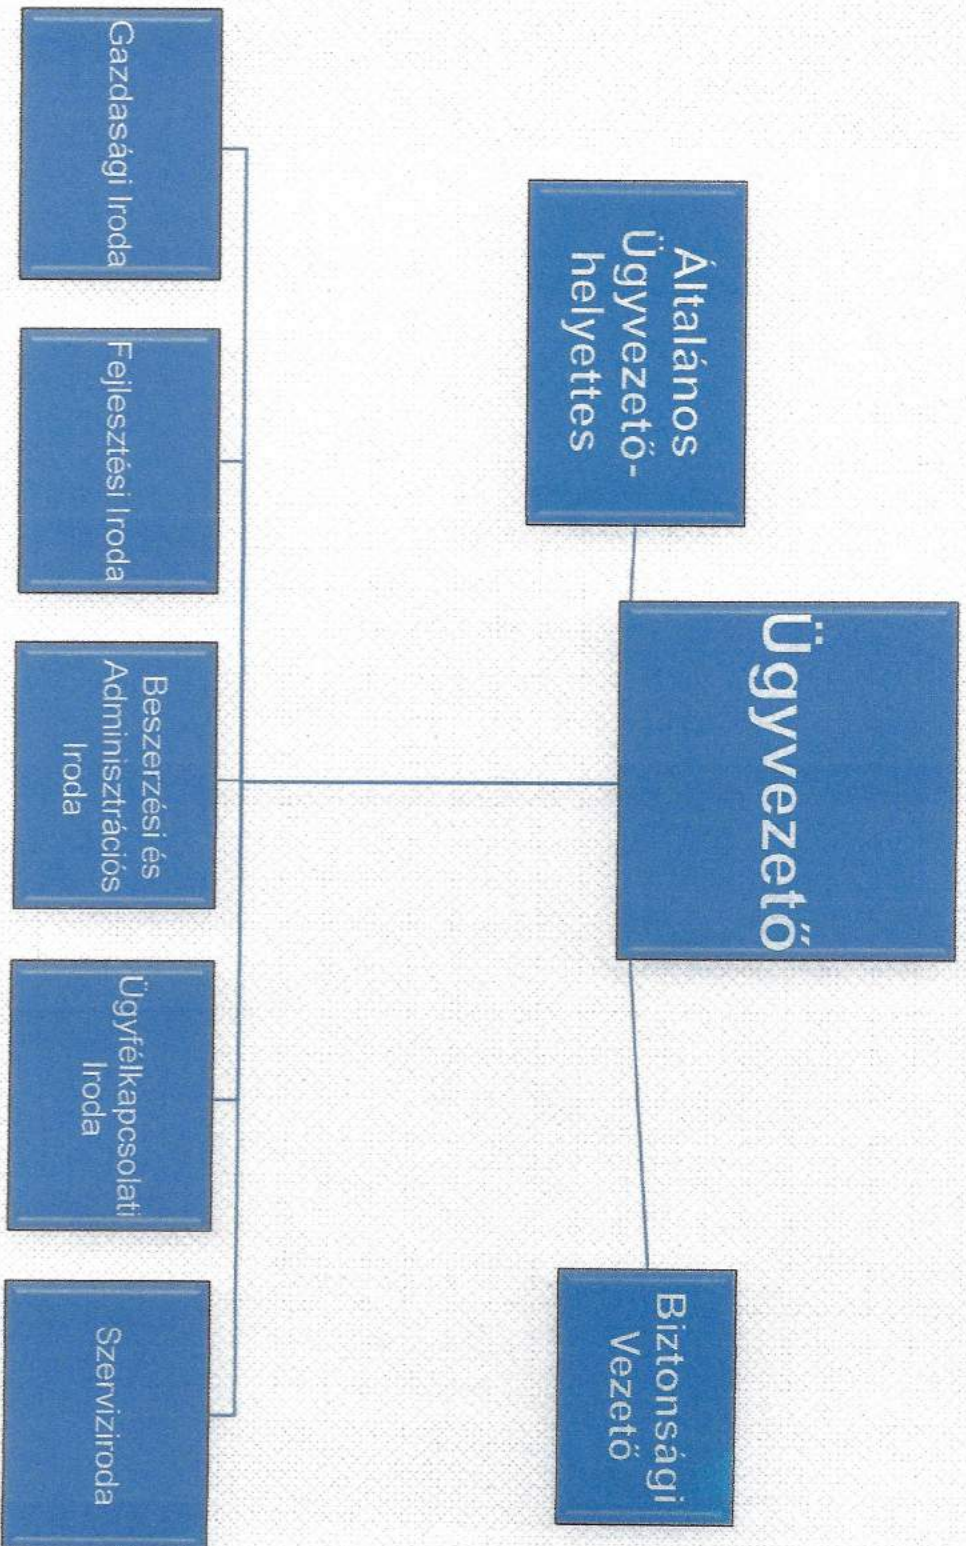 Ügyvezető
Általános
Ügyvezető-
helyettes
Biztonsági
Vezető
Gazdasági Iroda
Fejlesztési Iroda
Beszerzési és
Adminisztrációs
Iroda
Ügyfélkapcsolati
Iroda
Szerviziroda